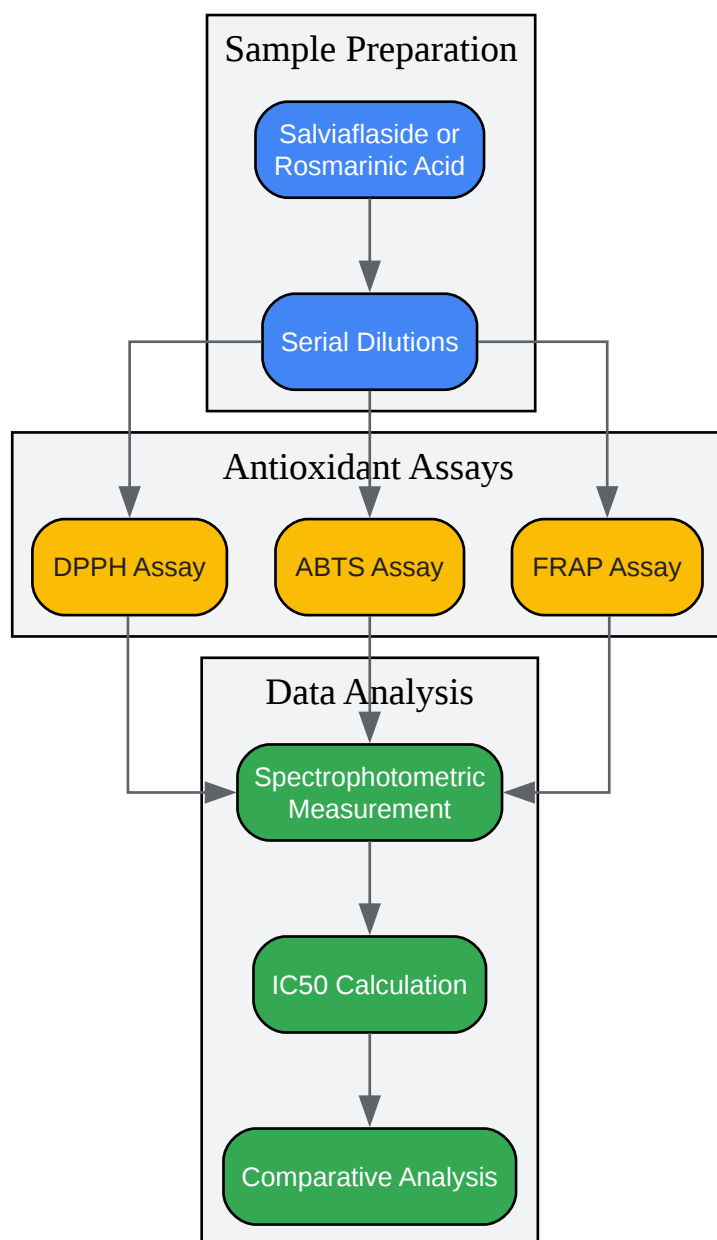 Sample Preparation
Salviaflaside or
Rosmarinic Acid
Serial Dilutions
Antioxidant Assays
DPPH Assay
ABTS Assay
FRAP Assay
Data Analysis
Spectrophotometric
Measurement
IC50 Calculation
Comparative Analysis